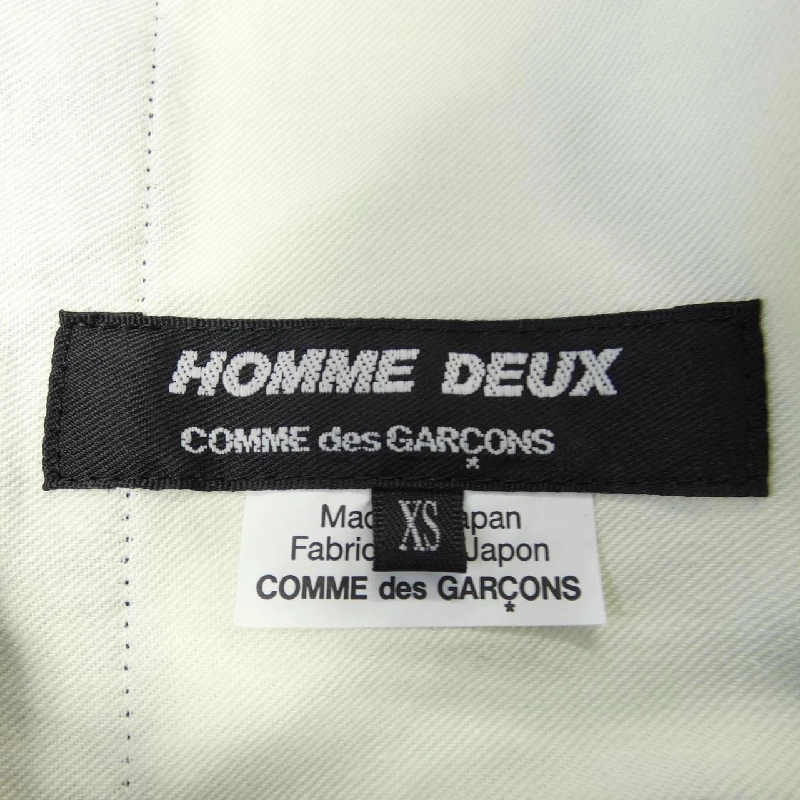 HOMME DEUX
COMME des GARÇONS
XS
Mad apan
Fabric Japon
COMME des GARÇONS